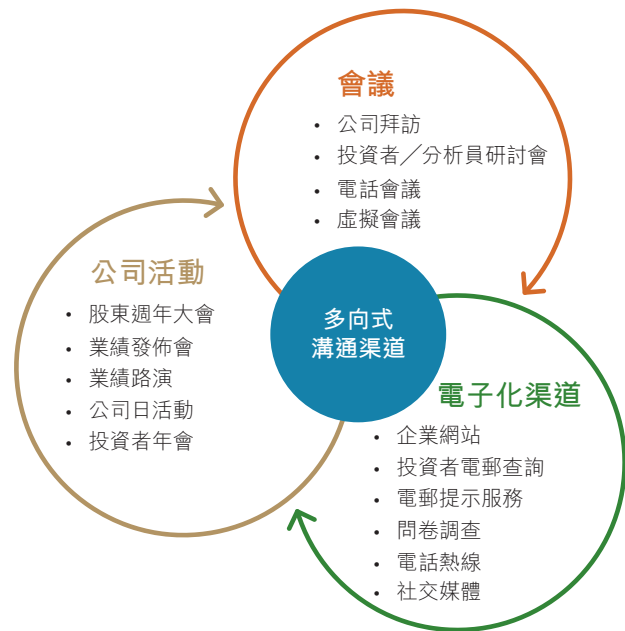 會議
• 公司拜訪
• 投資者／分析員研討會
• 電話會議
• 虛擬會議
公司活動
• 股東週年大會
• 業績發佈會
• 業績路演
• 公司日活動
• 投資者年會
多向式
溝通渠道
電子化渠道
• 企業網站
• 投資者電郵查詢
• 電郵提示服務
• 問卷調查
• 電話熱線
• 社交媒體